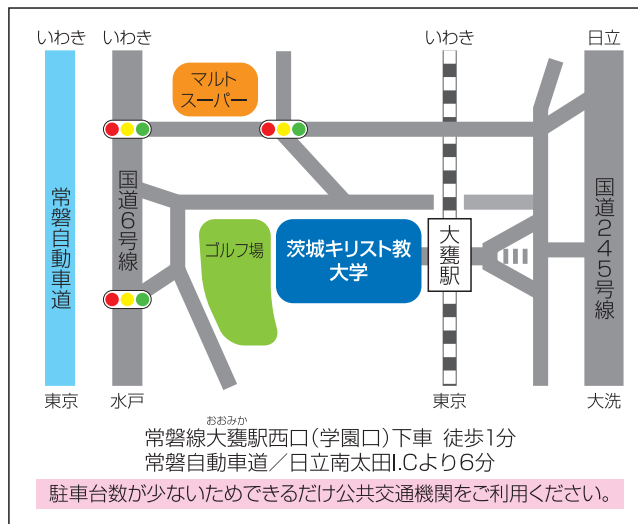 いわき
いわき
いわき
日立
マルト
スーパー
常磐自動車道
国道6号線
ゴルフ場
茨城キリスト教
大学
大甕駅
国道245号線
東京
水戸
東京
大洗
おおみか
常磐線大甕駅西口(学園口)下車 徒歩1分
常磐自動車道/日立南太田I.Cより6分
駐車台数が少ないためできるだけ公共交通機関をご利用ください。